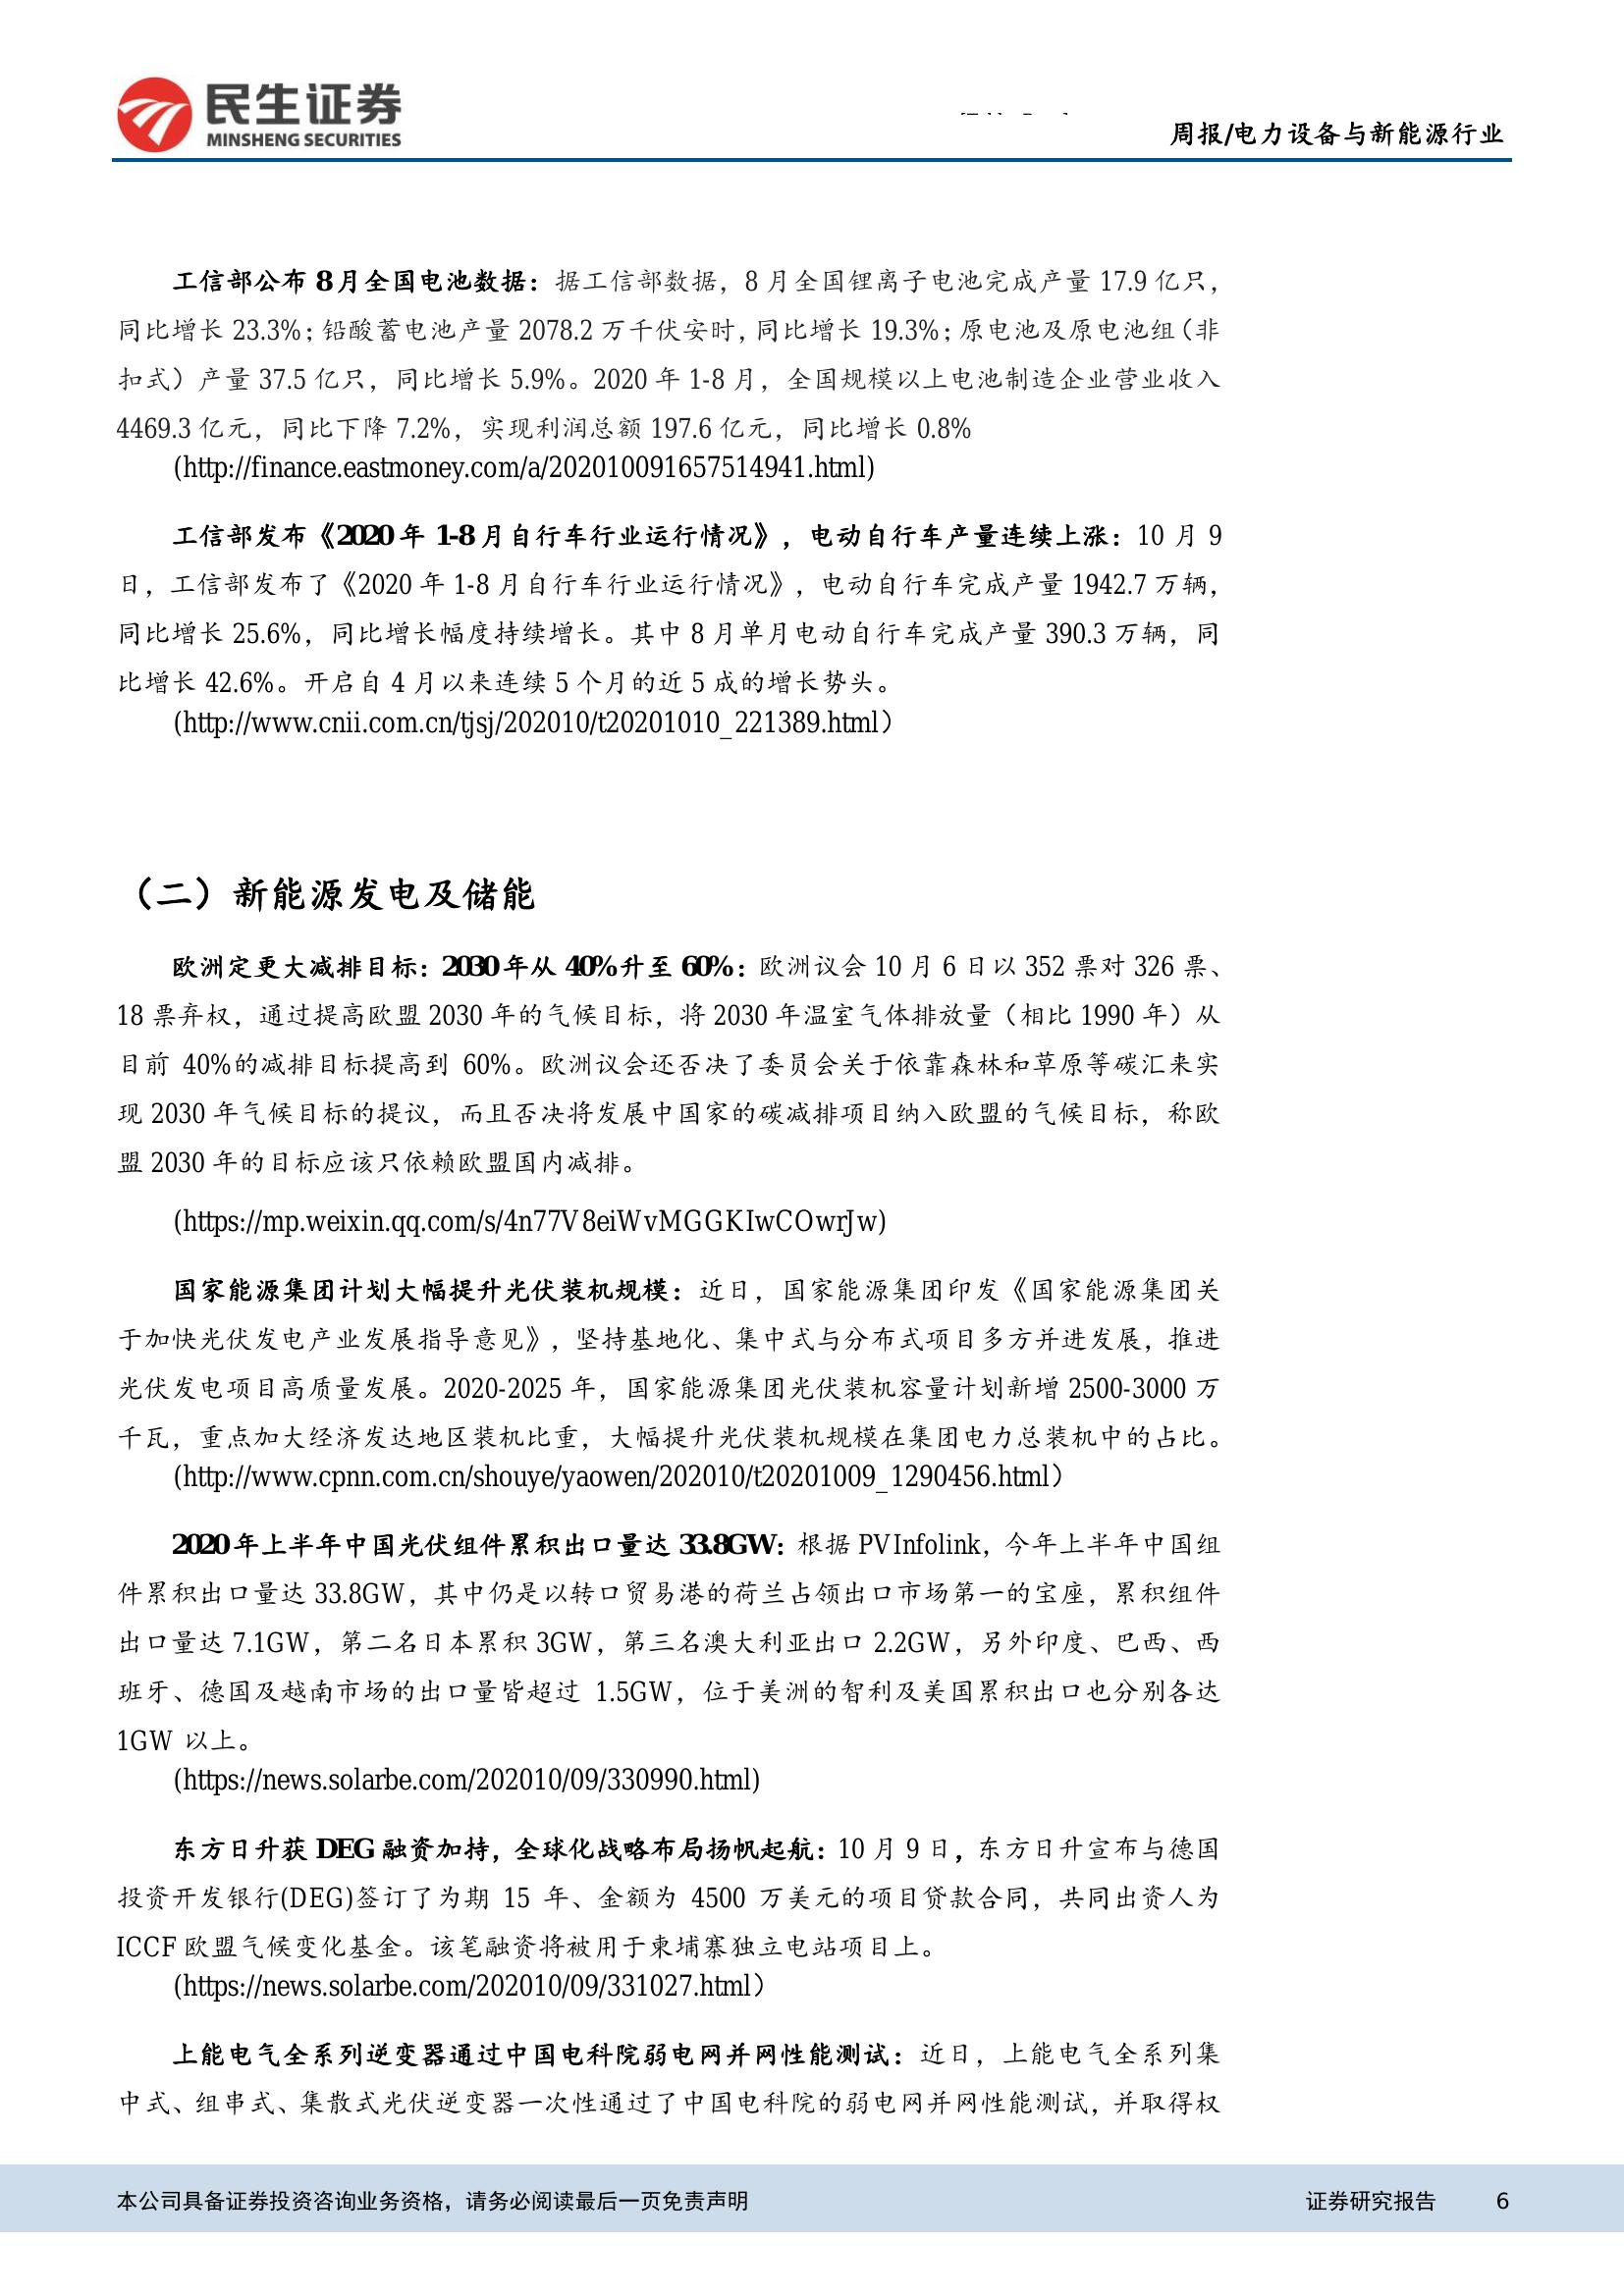 民生证券
MINSHENG SECURITIES
周报/电力设备与新能源行业
工信部公布 8 月全国电池数据：据工信部数据，8 月全国锂离子电池完成产量 17.9 亿只，
同比增长 23.3%；铅酸蓄电池产量 2078.2 万千伏安时，同比增长 19.3%；原电池及原电池组（非
扣式）产量 37.5 亿只，同比增长 5.9%。2020 年 1-8 月，全国规模以上电池制造企业营业收入
4469.3 亿元，同比下降 7.2%，实现利润总额 197.6 亿元，同比增长 0.8%
(http://finance.eastmoney.com/a/202010091657514941.html)
工信部发布《2020 年 1-8 月自行车行业运行情况》，电动自行车产量连续上涨：10 月 9
日，工信部发布了《2020 年 1-8 月自行车行业运行情况》，电动自行车完成产量 1942.7 万辆，
同比增长 25.6%，同比增长幅度持续增长。其中 8 月单月电动自行车完成产量 390.3 万辆，同
比增长 42.6%。开启自 4 月以来连续 5 个月的近 5 成的增长势头。
(http://www.cnii.com.cn/tjsj/202010/t20201010_221389.html）
（二）新能源发电及储能
欧洲定更大减排目标：2030 年从 40%升至 60%：欧洲议会 10 月 6 日以 352 票对 326 票、
18 票弃权，通过提高欧盟 2030 年的气候目标，将 2030 年温室气体排放量（相比 1990 年）从
目前 40%的减排目标提高到 60%。欧洲议会还否决了委员会关于依靠森林和草原等碳汇来实
现 2030 年气候目标的提议，而且否决将发展中国家的碳减排项目纳入欧盟的气候目标，称欧
盟 2030 年的目标应该只依赖欧盟国内减排。
(https://mp.weixin.qq.com/s/4n77V8eiWvMGGKIwCOwrJw)
国家能源集团计划大幅提升光伏装机规模：近日，国家能源集团印发《国家能源集团关
于加快光伏发电产业发展指导意见》，坚持基地化、集中式与分布式项目多方并进发展，推进
光伏发电项目高质量发展。2020-2025 年，国家能源集团光伏装机容量计划新增 2500-3000 万
千瓦，重点加大经济发达地区装机比重，大幅提升光伏装机规模在集团电力总装机中的占比。
(http://www.cpnn.com.cn/shouye/yaowen/202010/t20201009_1290456.html）
2020 年上半年中国光伏组件累积出口量达 33.8GW：根据 PVInfolink，今年上半年中国组
件累积出口量达 33.8GW，其中仍是以转口贸易港的荷兰占领出口市场第一的宝座，累积组件
出口量达 7.1GW，第二名日本累积 3GW，第三名澳大利亚出口 2.2GW，另外印度、巴西、西
班牙、德国及越南市场的出口量皆超过 1.5GW，位于美洲的智利及美国累积出口也分别各达
1GW 以上。
(https://news.solarbe.com/202010/09/330990.html)
东方日升获 DEG 融资加持，全球化战略布局扬帆起航：10 月 9 日，东方日升宣布与德国
投资开发银行(DEG)签订了为期 15 年、金额为 4500 万美元的项目贷款合同，共同出资人为
ICCF 欧盟气候变化基金。该笔融资将被用于柬埔寨独立电站项目上。
(https://news.solarbe.com/202010/09/331027.html）
上能电气全系列逆变器通过中国电科院弱电网并网性能测试：近日，上能电气全系列集
中式、组串式、集散式光伏逆变器一次性通过了中国电科院的弱电网并网性能测试，并取得权
本公司具备证券投资咨询业务资格，请务必阅读最后一页免责声明
证券研究报告 6